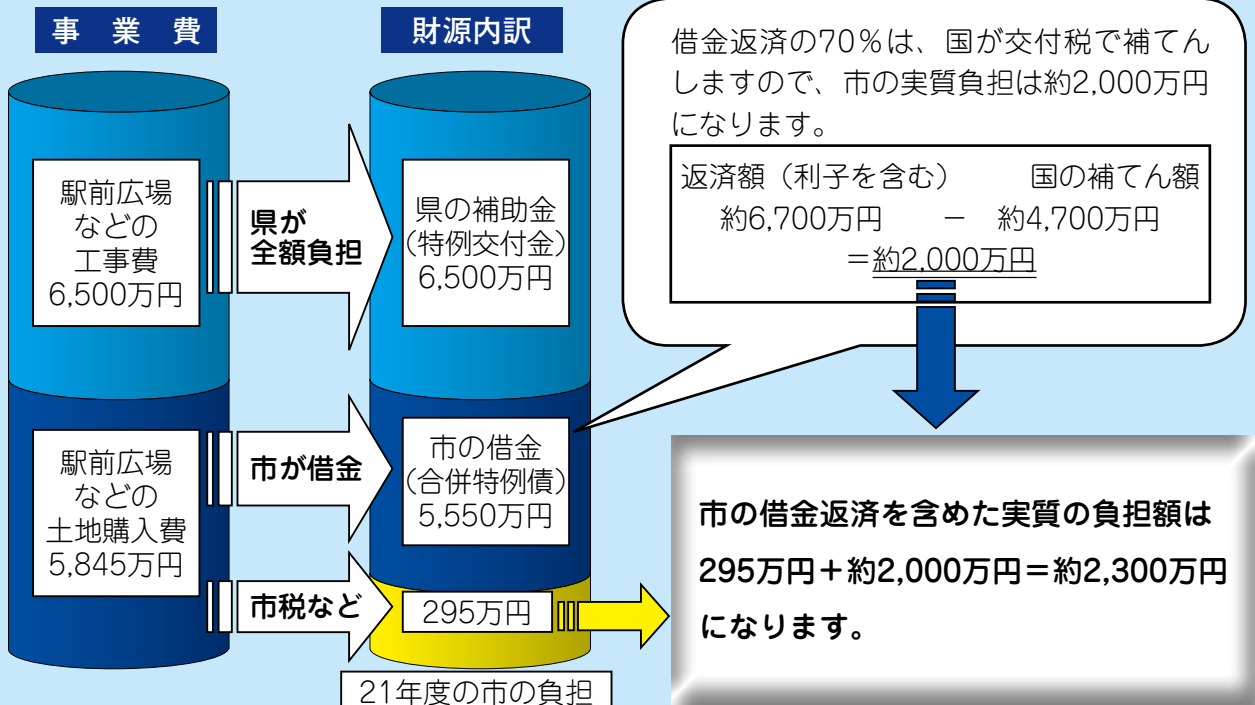 事業費
駅前広場
などの
工事費
6,500万円
駅前広場
などの
土地購入費
5,845万円
県が
全額負担
市が借金
市税など
財源内訳
県の補助金
(特例交付金)
6,500万円
市の借金
(合併特例債)
5,550万円
295万円
21年度の市の負担
借金返済の70%は、国が交付税で補てん
しますので、市の実質負担は約2,000万円
になります。
返済額(利子を含む) 国の補てん額
約6,700万円 － 約4,700万円
＝約2,000万円
市の借金返済を含めた実質の負担額は
295万円＋約2,000万円＝約2,300万円
になります。